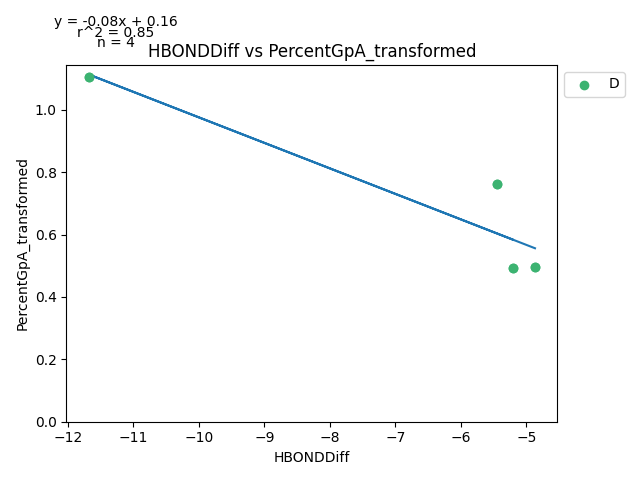 y = -0.08x + 0.16
r^2 = 0.85
n = 4
HBONDDiff vs PercentGpA_transformed
D
PercentGpA_transformed
1.0
0.8
0.6
0.4
0.2
0.0
−12 −11 −10 −9 −8 −7 −6 −5
HBONDDiff